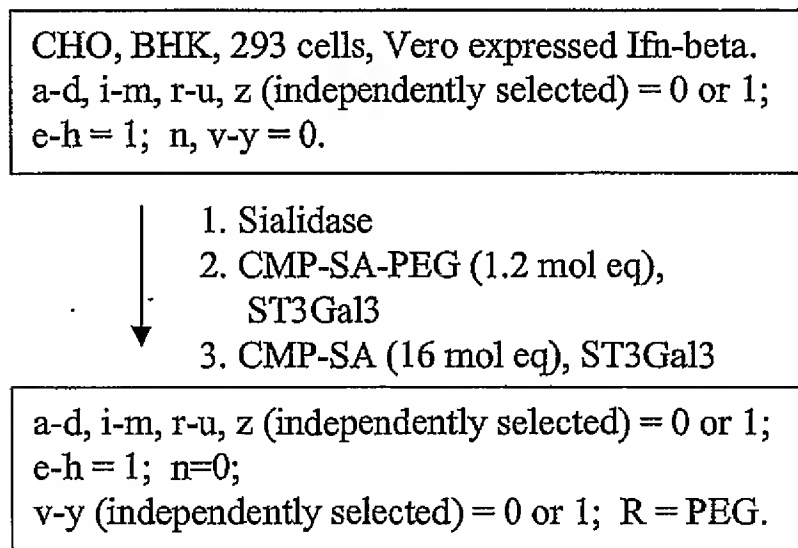 CHO, BHK, 293 cells, Vero expressed Ifn-beta.
a-d, i-m, r-u, z (independently selected) = 0 or 1;
e-h = 1; n, v-y = 0.
1. Sialidase
2. CMP-SA-PEG (1.2 mol eq),
ST3Gal3
3. CMP-SA (16 mol eq), ST3Gal3
a-d, i-m, r-u, z (independently selected) = 0 or 1;
e-h = 1; n=0;
v-y (independently selected) = 0 or 1; R = PEG.